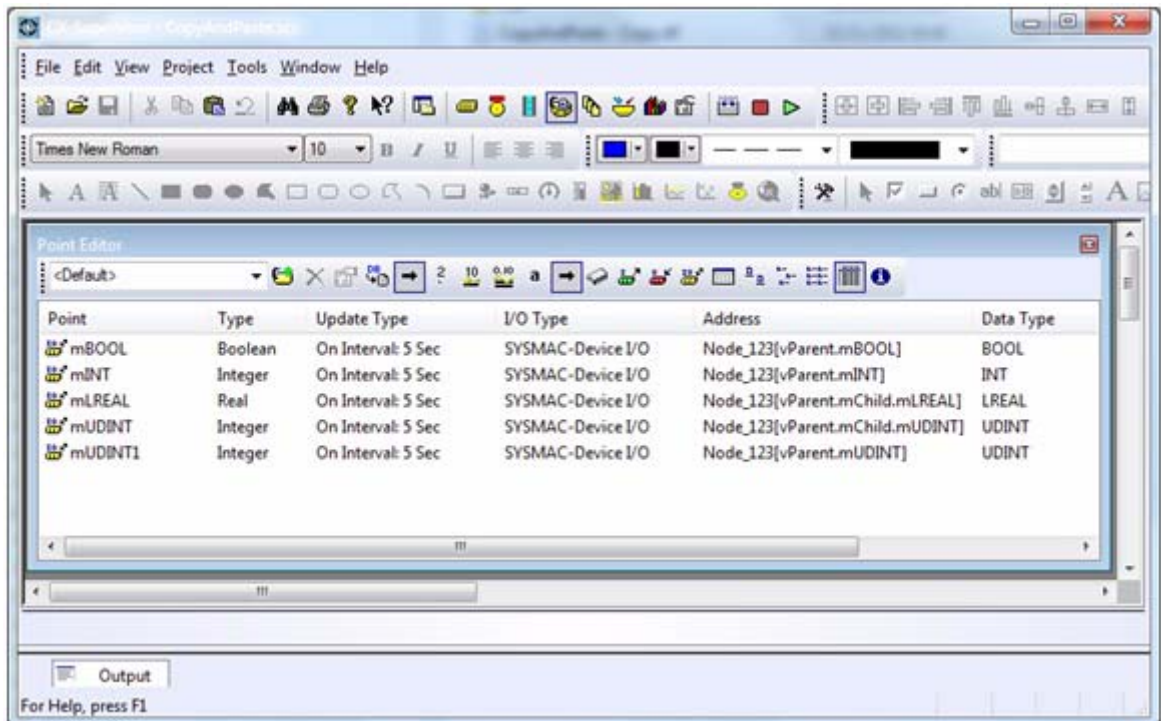 File Edit View Project Tools Window Help
Times New Roman 10 B I U
Point Editor
<Default>
Point Type Update Type I/O Type Address Data Type
mBOOL Boolean On Interval: 5 Sec SYSMAC-Device I/O Node_123[vParent.mBOOL] BOOL
mINT Integer On Interval: 5 Sec SYSMAC-Device I/O Node_123[vParent.mINT] INT
mLREAL Real On Interval: 5 Sec SYSMAC-Device I/O Node_123[vParent.mChild.mLREAL] LREAL
mUDINT Integer On Interval: 5 Sec SYSMAC-Device I/O Node_123[vParent.mChild.mUDINT] UDINT
mUDINT1 Integer On Interval: 5 Sec SYSMAC-Device I/O Node_123[vParent.mUDINT] UDINT
Output
For Help, press F1